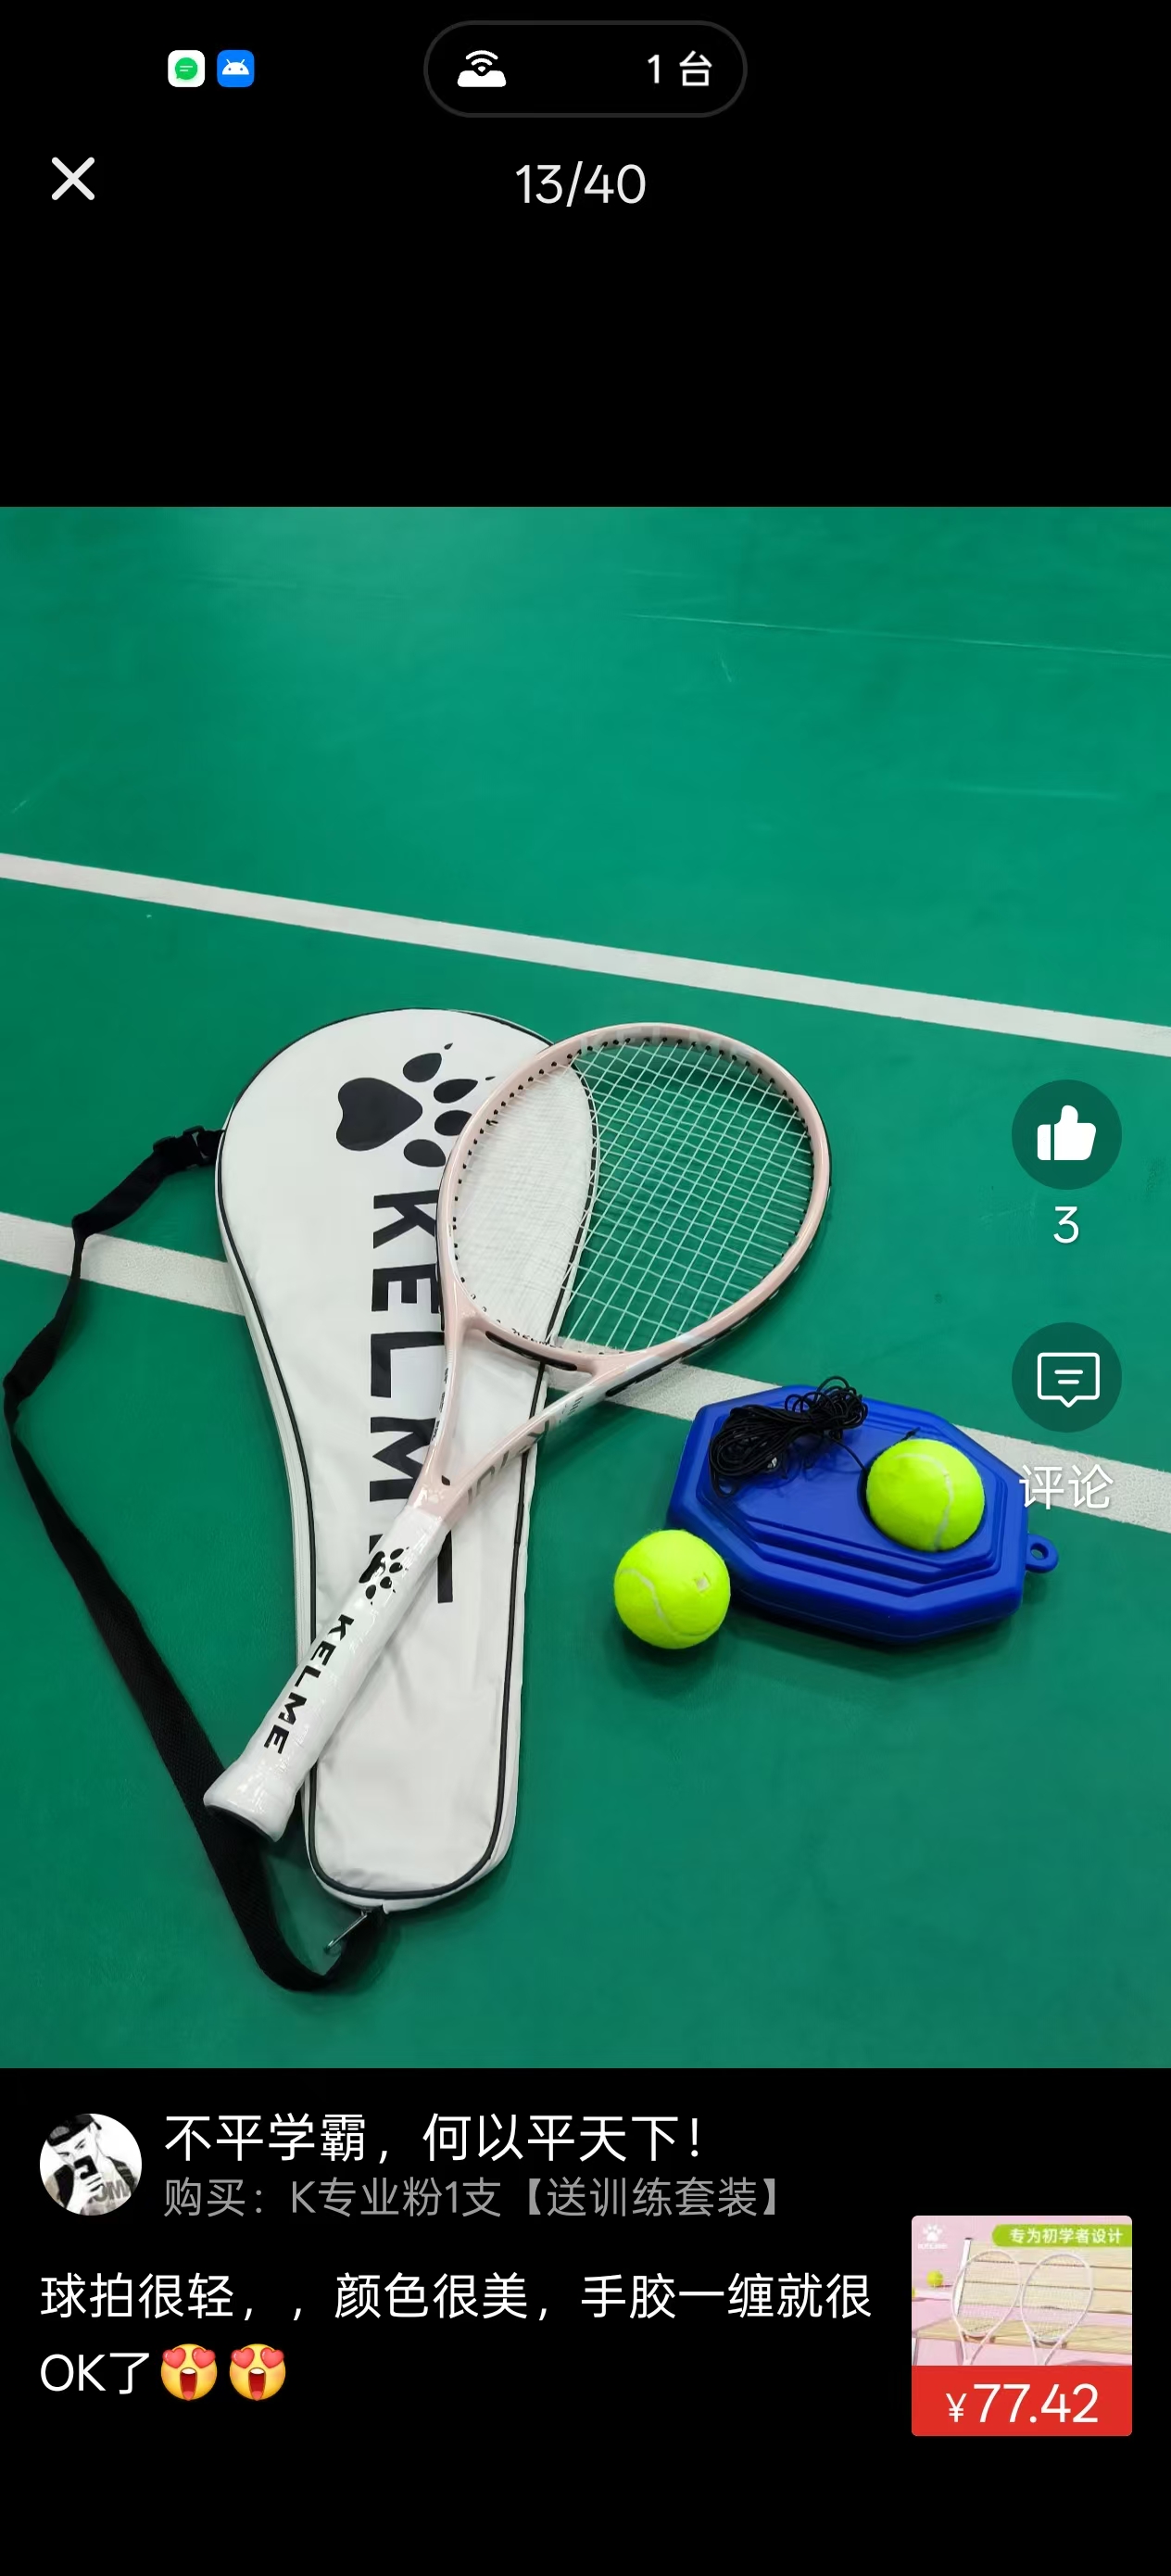 1 台
13/40
KELME
KELME
3
评论
不平学霸，何以平天下！
购买：K专业粉1支【送训练套装】
球拍很轻，，颜色很美，手胶一缠就很
OK了😍😍
专为初学者设计
¥77.42